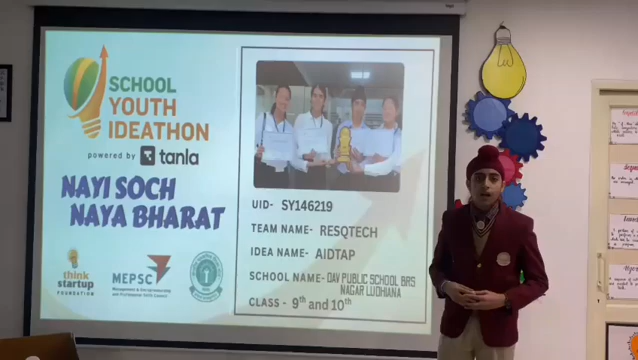 SCHOOL
YOUTH
IDEATHON
powered by tanla
NAYI SOCH
NAYA BHARAT
think
startup
FOUNDATION
MEPSC
UID- SY146219
TEAM NAME- RESQTECH
IDEA NAME- AIDTAP
SCHOOL NAME- DAV PUBLIC SCHOOL BRS
NAGAR LUDHIANA
CLASS - 9th and 10th